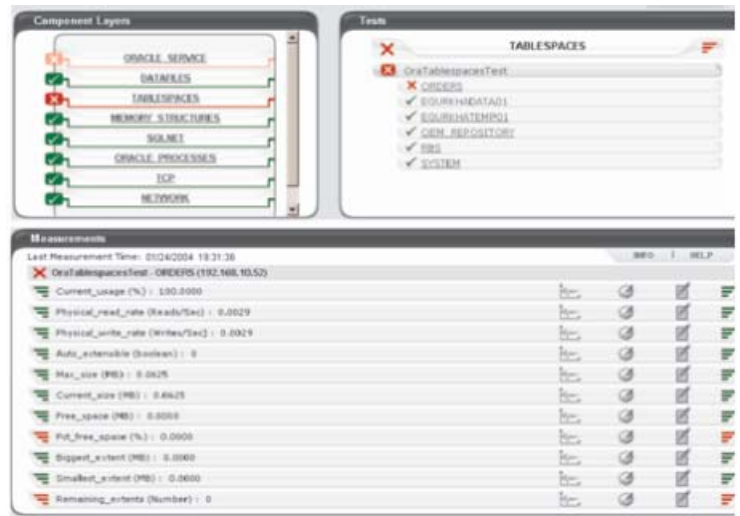 Component Layers
ORACLE SERVICE
DATAFILES
TABLESPACES
MEMORY STRUCTURES
SQLNET
ORACLE PROCESSES
TCP
NETWORK
Tests
TABLESPACES
OraTablespacesTest
ORDERS
EGURKHADATA01
EGURKHATEMP01
OEM_REPOSITORY
RBS
SYSTEM
Measurements
Last Measurement Time: 01/24/2004 18:31:38
INFO | HELP
OraTablespacesTest - ORDERS (192.168.10.52)
Current_usage (%) : 100.0000
Physical_read_rate (Reads/Sec) : 0.0029
Physical_write_rate (Writes/Sec) : 0.0029
Auto_extensible (boolean) : 0
Max_size (MB) : 0.0625
Current_size (MB) : 0.0625
Free_space (MB) : 0.0000
Pct_free_space (%) : 0.0000
Biggest_extent (MB) : 0.0000
Smallest_extent (MB) : 0.0000
Remaining_extents (Number) : 0